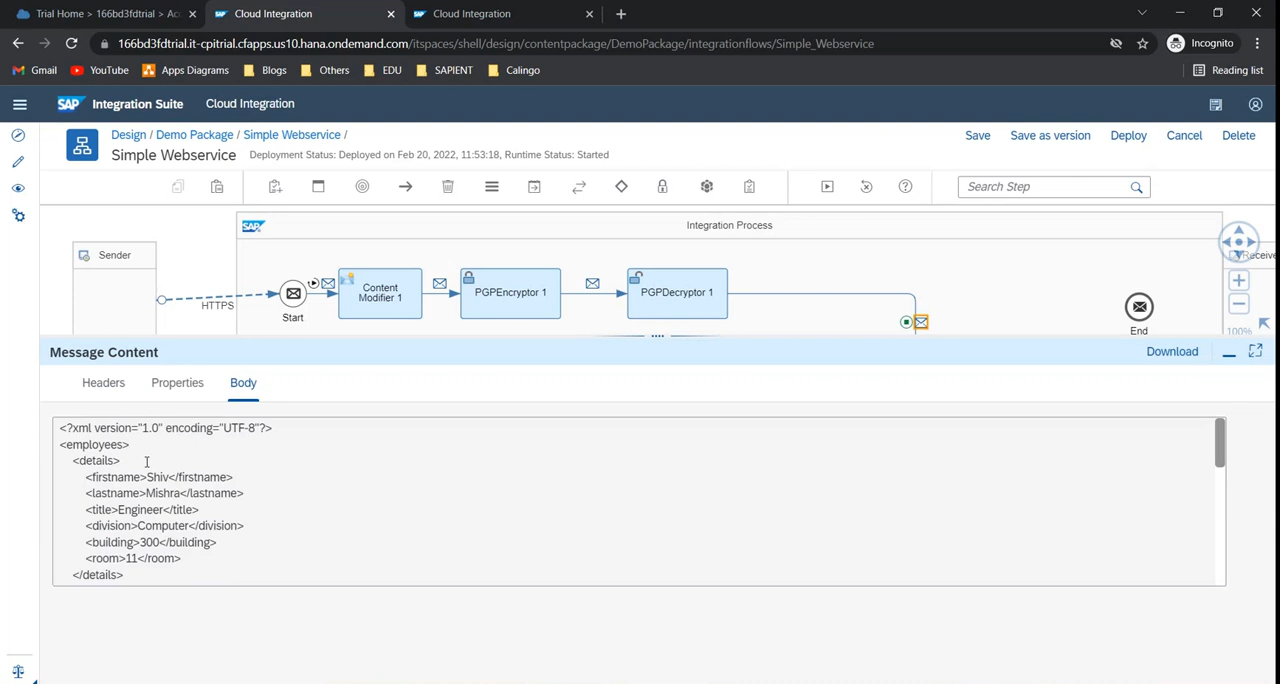 Trial Home > 166bd3fdtrial > Acc
Cloud Integration
Cloud Integration
166bd3fdtrial.it-cpitrial.cfapps.us10.hana.ondemand.com/itspaces/shell/design/contentpackage/DemoPackage/integrationflows/Simple_Webservice
Incognito
Gmail
YouTube
Apps Diagrams
Blogs
Others
EDU
SAPIENT
Calingo
Reading list
SAP Integration Suite
Cloud Integration
Design / Demo Package / Simple Webservice /
Simple Webservice
Deployment Status: Deployed on Feb 20, 2022, 11:53:18, Runtime Status: Started
Save
Save as version
Deploy
Cancel
Delete
Search Step
SAP
Integration Process
Sender
HTTPS
Start
Content
Modifier 1
PGPEncryptor 1
PGPDecryptor 1
End
Receive
100%
Message Content
Download
Headers
Properties
Body
<?xml version="1.0" encoding="UTF-8"?>
<employees>
<details>
<firstname>Shiv</firstname>
<lastname>Mishra</lastname>
<title>Engineer</title>
<division>Computer</division>
<building>300</building>
<room>11</room>
</details>